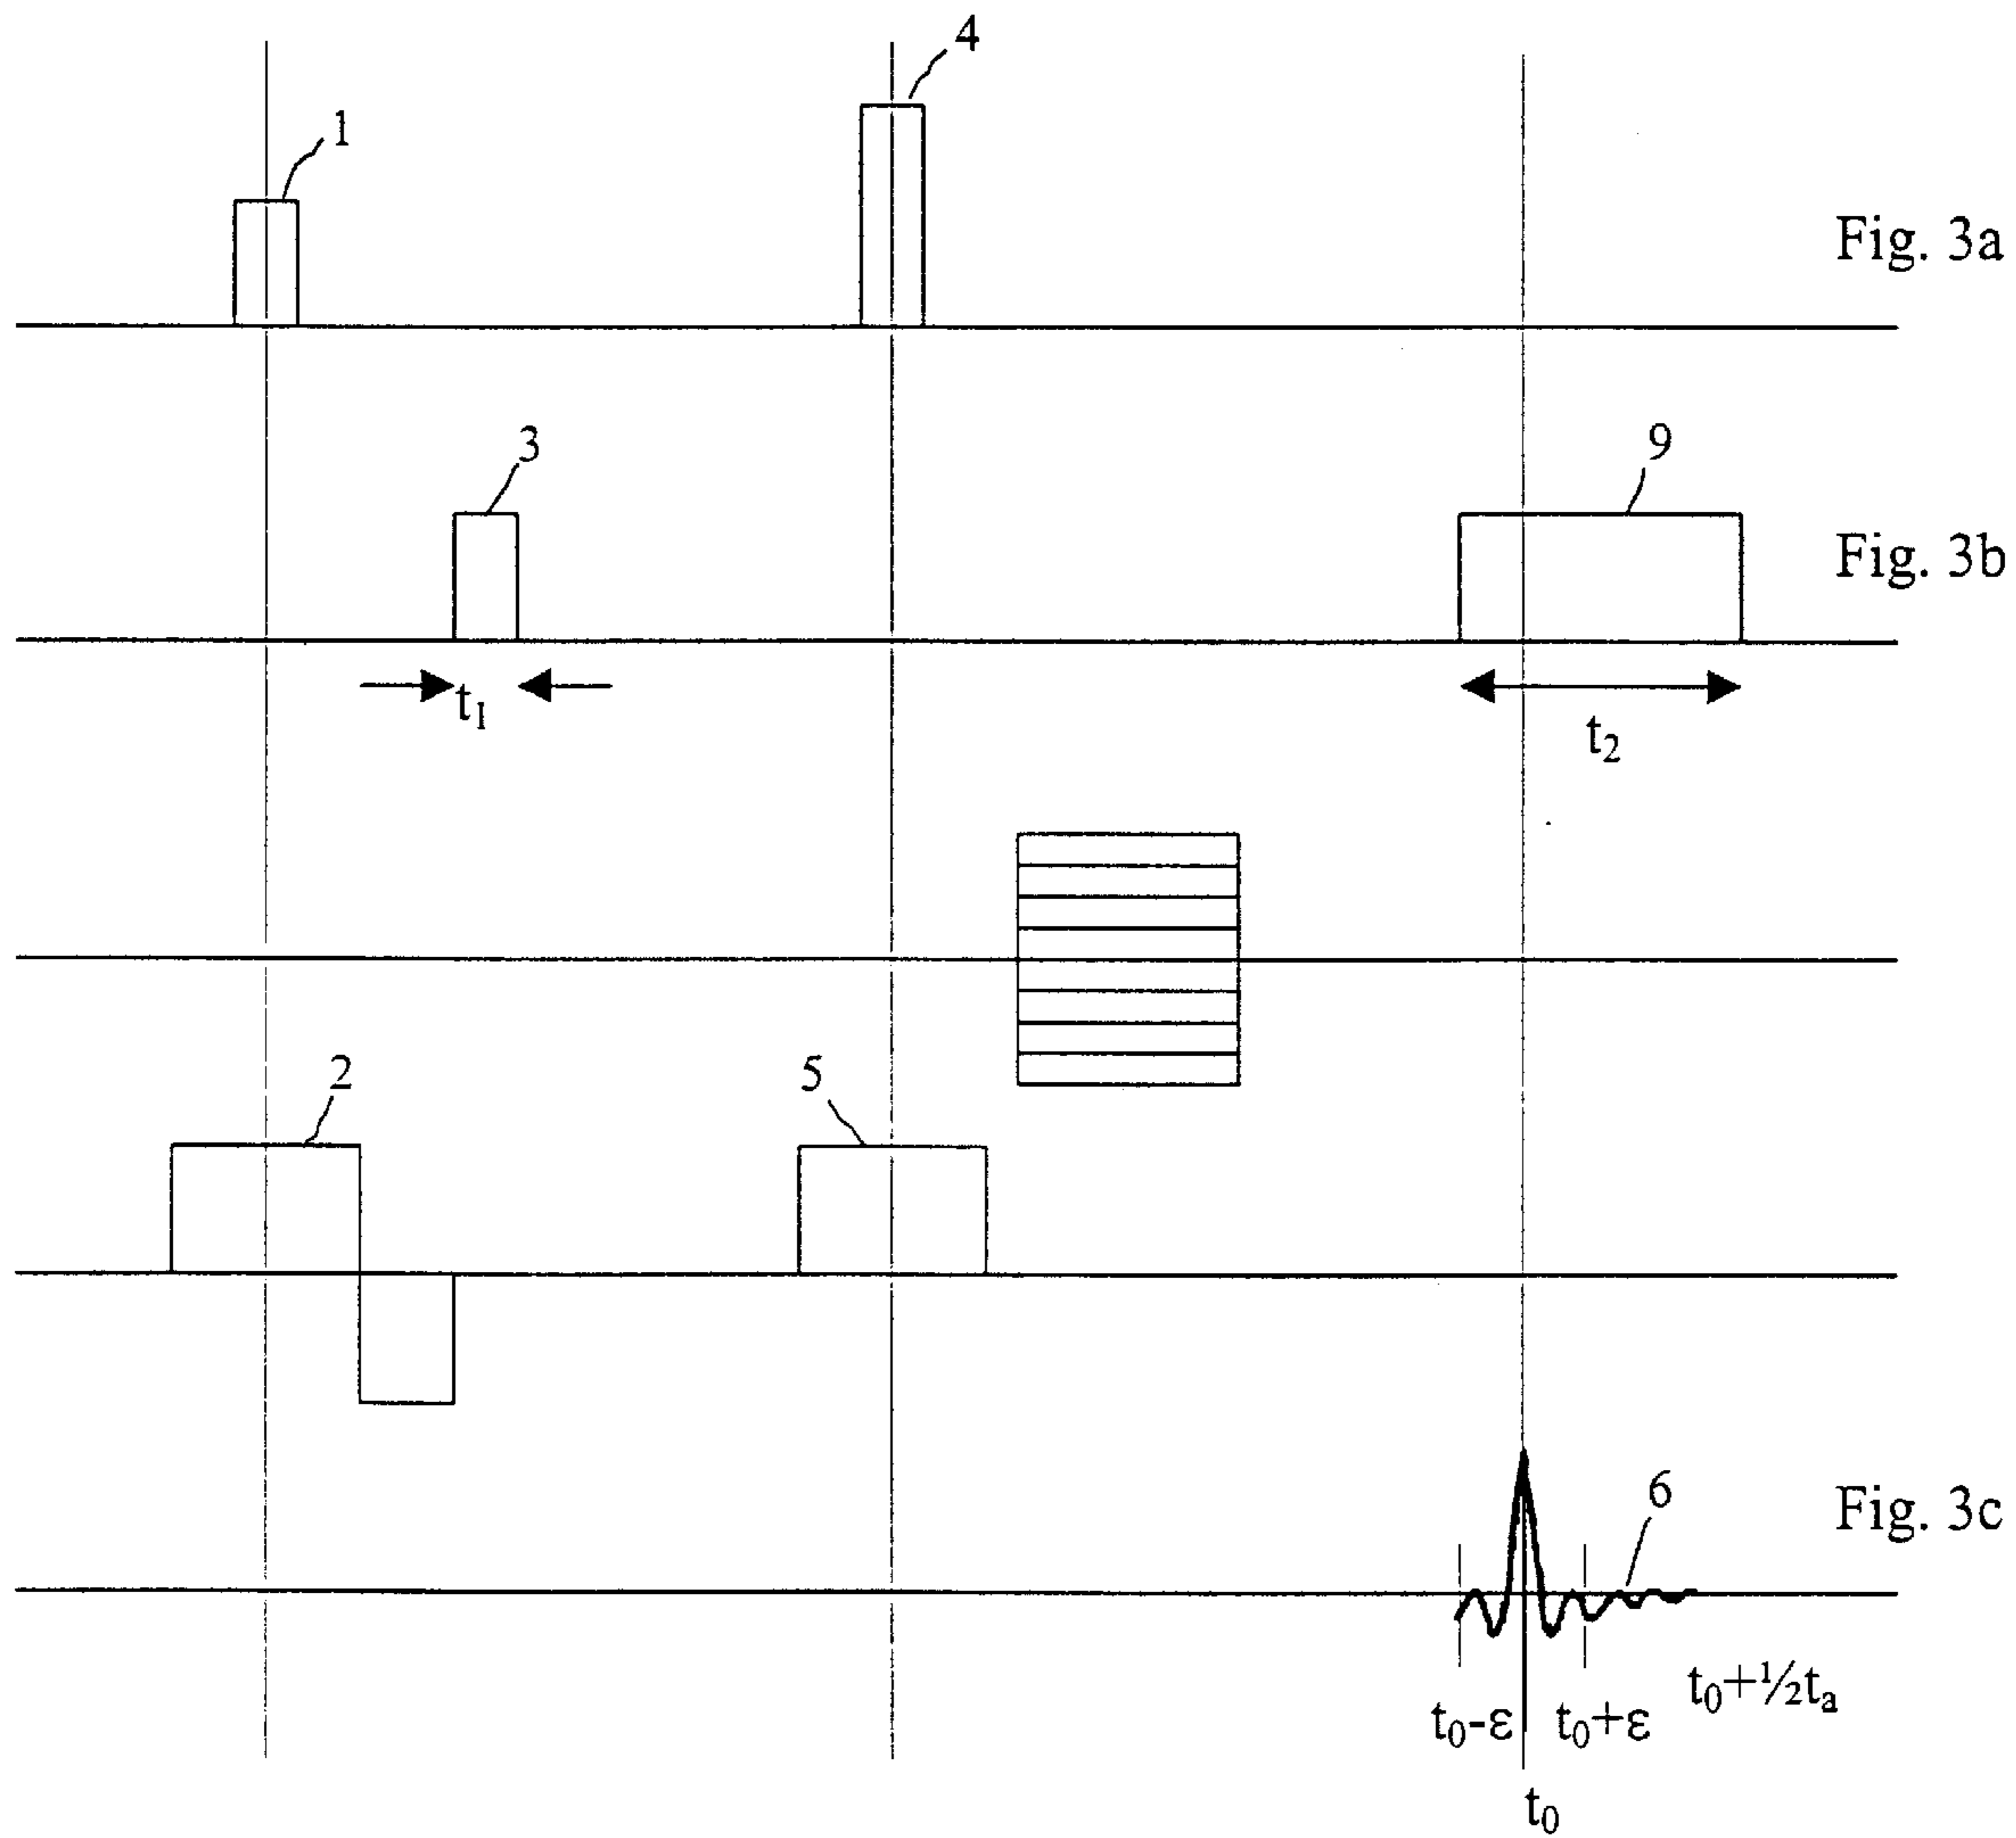 4
1
Fig. 3a
3
9
Fig. 3b
t₁
t₂
2
5
6
Fig. 3c
t₀+½tₐ
t₀-ε
t₀+ε
t₀